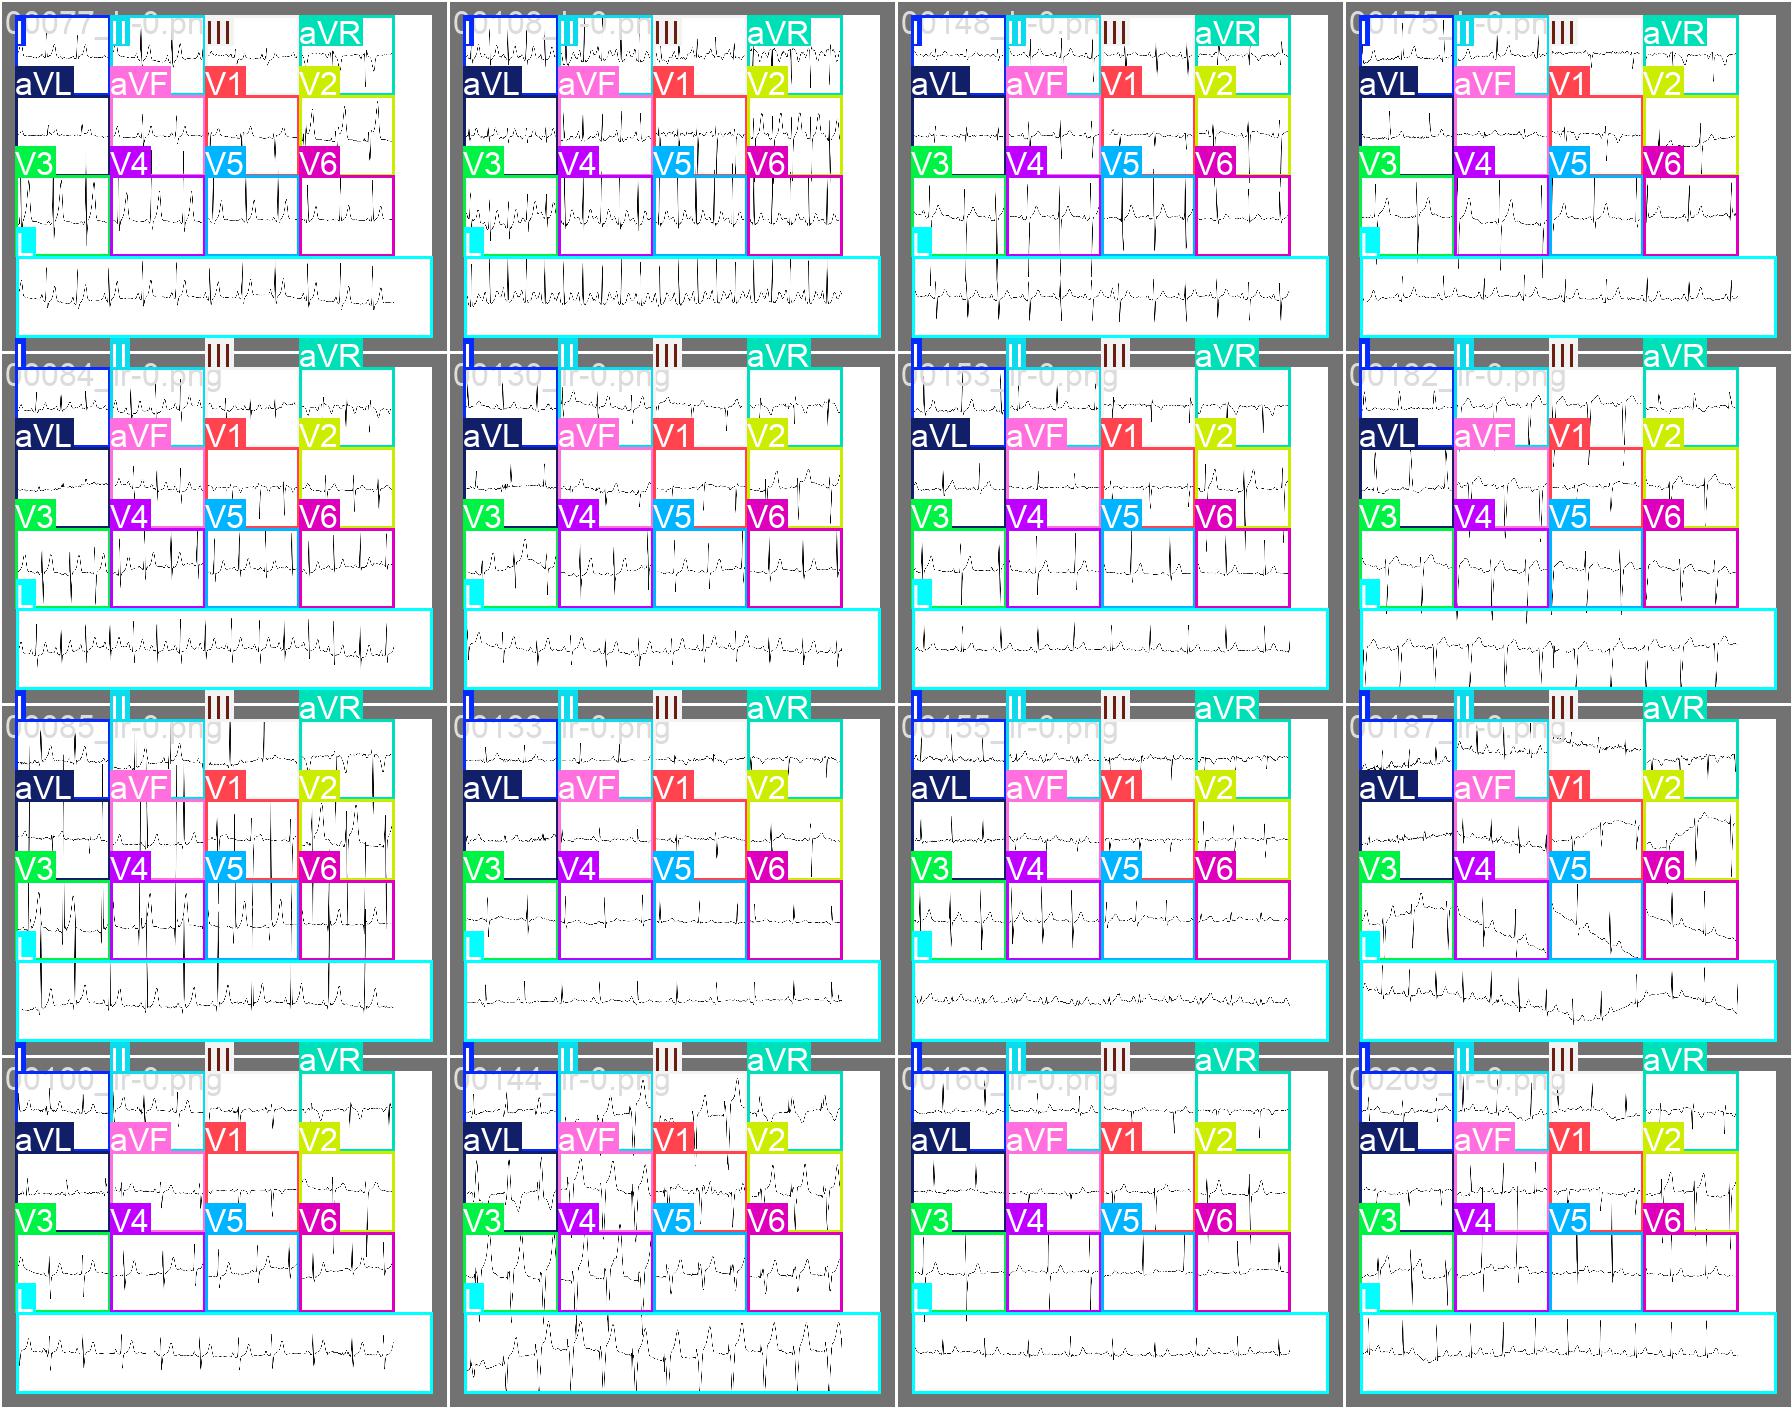 00077_lr-0.png 00108_lr-0.png 00148_lr-0.png 00175_lr-0.png
I II III aVR I II III aVR I II III aVR I II III aVR
aVL aVF V1 V2 aVL aVF V1 V2 aVL aVF V1 V2 aVL aVF V1 V2
V3 V4 V5 V6 V3 V4 V5 V6 V3 V4 V5 V6 V3 V4 V5 V6
L L L L
I II III aVR I II III aVR I II III aVR I II III aVR
00084_lr-0.png 00130_lr-0.png 00153_lr-0.png 00182_lr-0.png
aVL aVF V1 V2 aVL aVF V1 V2 aVL aVF V1 V2 aVL aVF V1 V2
V3 V4 V5 V6 V3 V4 V5 V6 V3 V4 V5 V6 V3 V4 V5 V6
L L L L
I II III aVR I II III aVR I II III aVR I II III aVR
00085_lr-0.png 00133_lr-0.png 00155_lr-0.png 00187_lr-0.png
aVL aVF V1 V2 aVL aVF V1 V2 aVL aVF V1 V2 aVL aVF V1 V2
V3 V4 V5 V6 V3 V4 V5 V6 V3 V4 V5 V6 V3 V4 V5 V6
L L L L
I II III aVR I II III aVR I II III aVR I II III aVR
00100_lr-0.png 00144_lr-0.png 00160_lr-0.png 00209_lr-0.png
aVL aVF V1 V2 aVL aVF V1 V2 aVL aVF V1 V2 aVL aVF V1 V2
V3 V4 V5 V6 V3 V4 V5 V6 V3 V4 V5 V6 V3 V4 V5 V6
L L L L